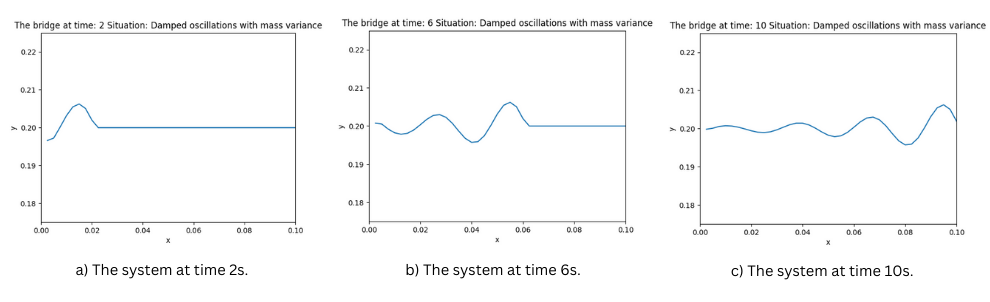 The bridge at time: 2 Situation: Damped oscillations with mass variance
0.22
0.21
0.20
0.19
0.18
y
0.00 0.02 0.04 0.06 0.08 0.10
x
a) The system at time 2s.
The bridge at time: 6 Situation: Damped oscillations with mass variance
0.22
0.21
0.20
0.19
0.18
y
0.00 0.02 0.04 0.06 0.08 0.10
x
b) The system at time 6s.
The bridge at time: 10 Situation: Damped oscillations with mass variance
0.22
0.21
0.20
0.19
0.18
y
0.00 0.02 0.04 0.06 0.08 0.10
x
c) The system at time 10s.